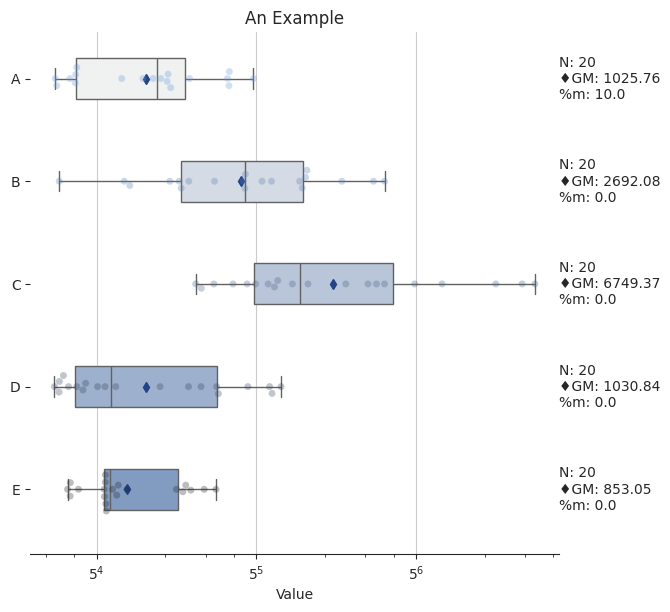 An Example
A
N: 20
♦GM: 1025.76
%m: 10.0
B
N: 20
♦GM: 2692.08
%m: 0.0
C
N: 20
♦GM: 6749.37
%m: 0.0
D
N: 20
♦GM: 1030.84
%m: 0.0
E
N: 20
♦GM: 853.05
%m: 0.0
5⁴ 5⁵ 5⁶
Value